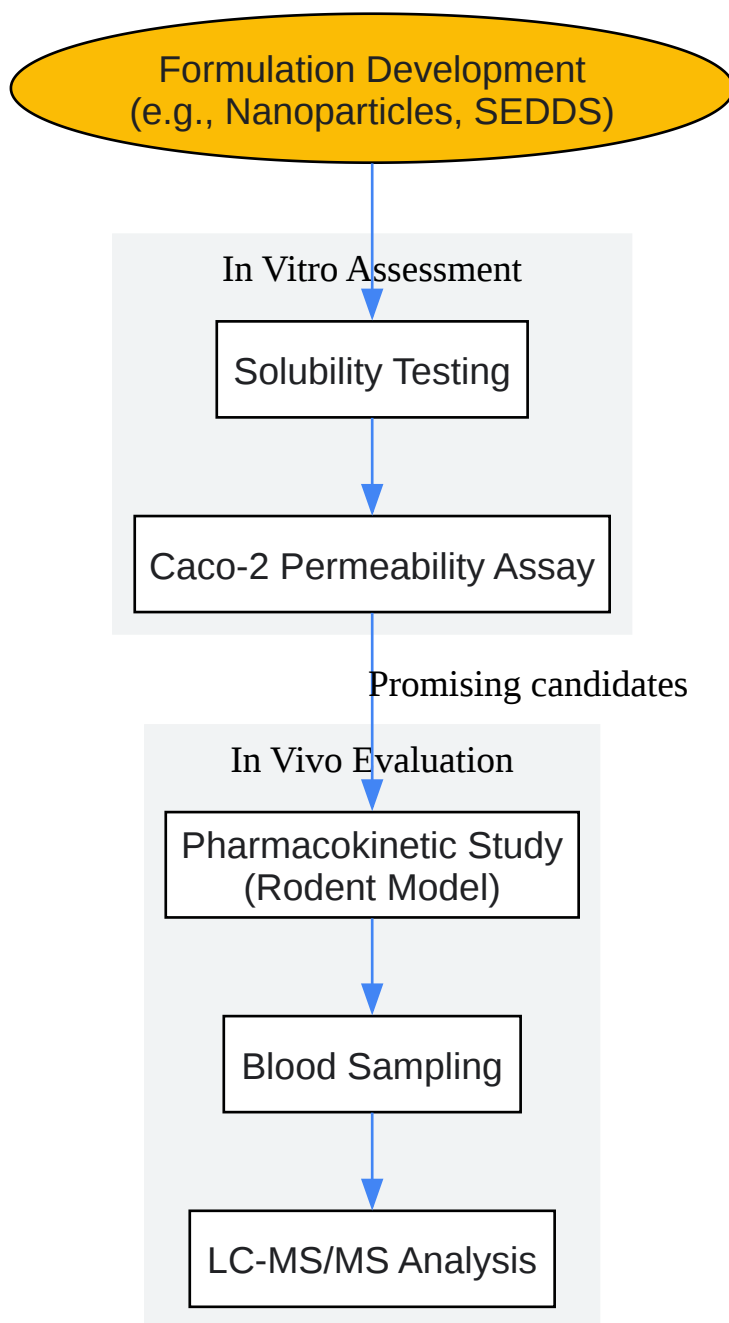 Formulation Development
(e.g., Nanoparticles, SEDDS)
In Vitro Assessment
Solubility Testing
Caco-2 Permeability Assay
Promising candidates
In Vivo Evaluation
Pharmacokinetic Study
(Rodent Model)
Blood Sampling
LC-MS/MS Analysis